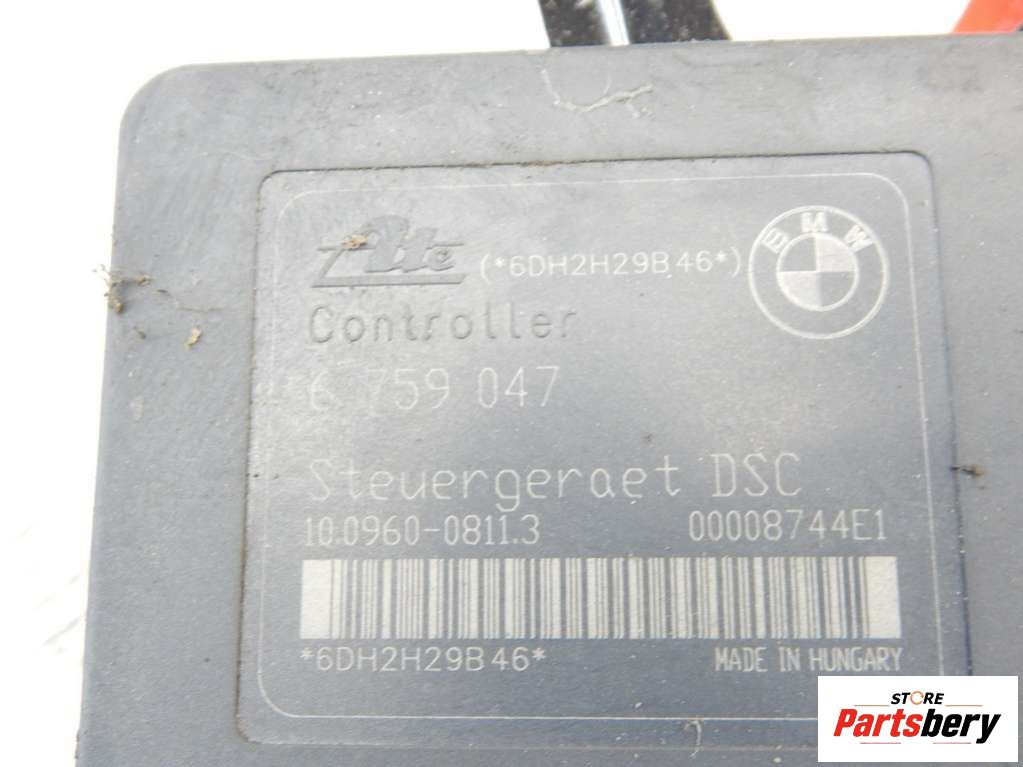 Ate (*6DH2H29B46*)
BMW
Controller
6 759 047
Steuergeraet DSC
10.0960-0811.3 00008744E1
*6DH2H29B46* MADE IN HUNGARY
STORE
Partsbery